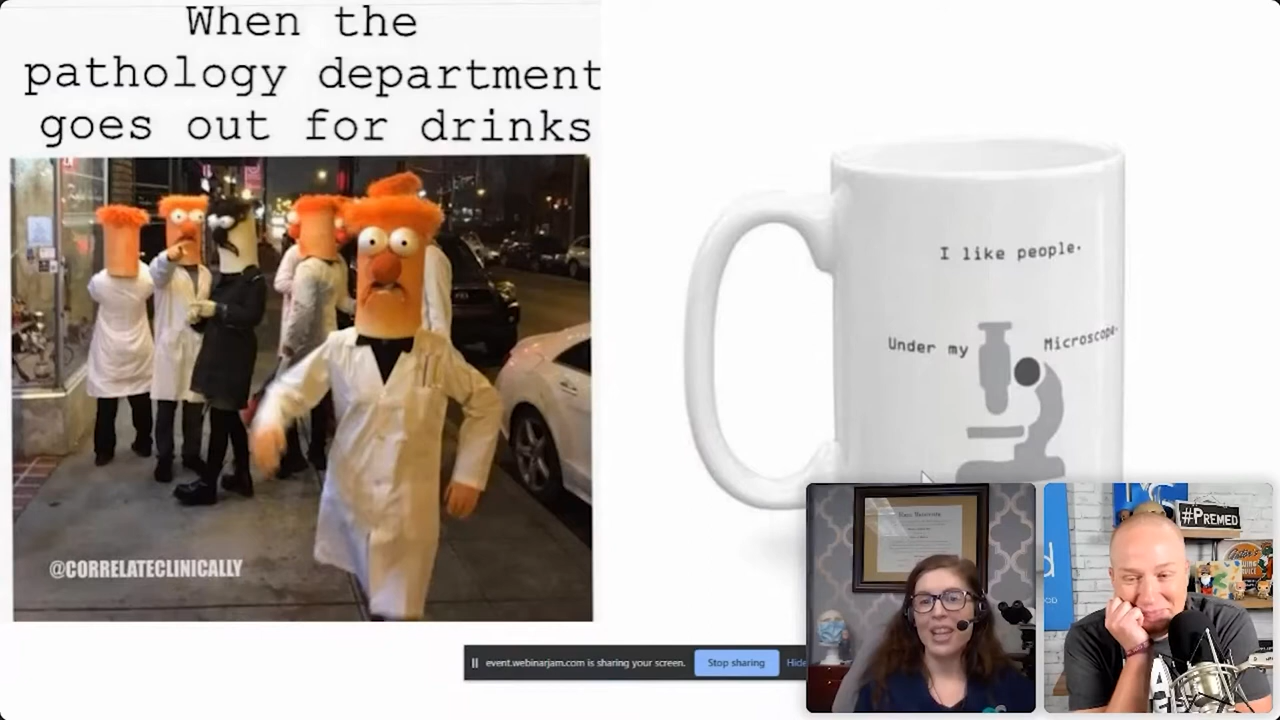 When the
pathology department
goes out for drinks
@CORRELATECLINICALLY
I like people.
Under my
Microscope.
event.webinarjam.com is sharing your screen.
Stop sharing
Hide
#PREMED